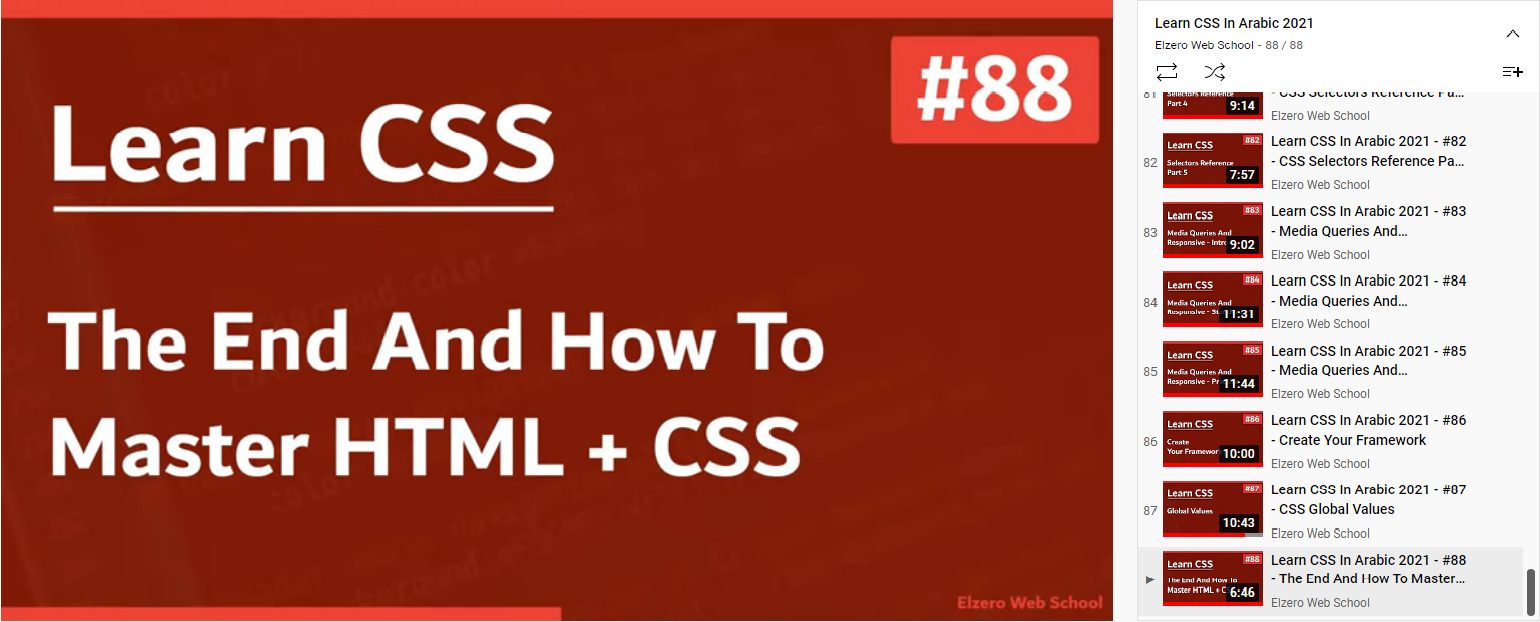 #88
Learn CSS
The End And How To
Master HTML + CSS
Elzero Web School
Learn CSS In Arabic 2021
Elzero Web School - 88 / 88
81
Selectors Reference
Part 4
9:14
- CSS Selectors Reference Pa...
Elzero Web School
82
Learn CSS
#82
Selectors Reference
Part 5
7:57
Learn CSS In Arabic 2021 - #82
- CSS Selectors Reference Pa...
Elzero Web School
83
Learn CSS
#83
Media Queries And
Responsive - Intro
9:02
Learn CSS In Arabic 2021 - #83
- Media Queries And...
Elzero Web School
84
Learn CSS
#84
Media Queries And
Responsive -
11:31
Learn CSS In Arabic 2021 - #84
- Media Queries And...
Elzero Web School
85
Learn CSS
#85
Media Queries And
Responsive -
11:44
Learn CSS In Arabic 2021 - #85
- Media Queries And...
Elzero Web School
86
Learn CSS
#86
Create
Your Framewor
10:00
Learn CSS In Arabic 2021 - #86
- Create Your Framework
Elzero Web School
87
Learn CSS
#87
Global Values
10:43
Learn CSS In Arabic 2021 - #87
- CSS Global Values
Elzero Web School
Learn CSS
#88
The End And How To
Master HTML + C
6:46
Learn CSS In Arabic 2021 - #88
- The End And How To Master...
Elzero Web School